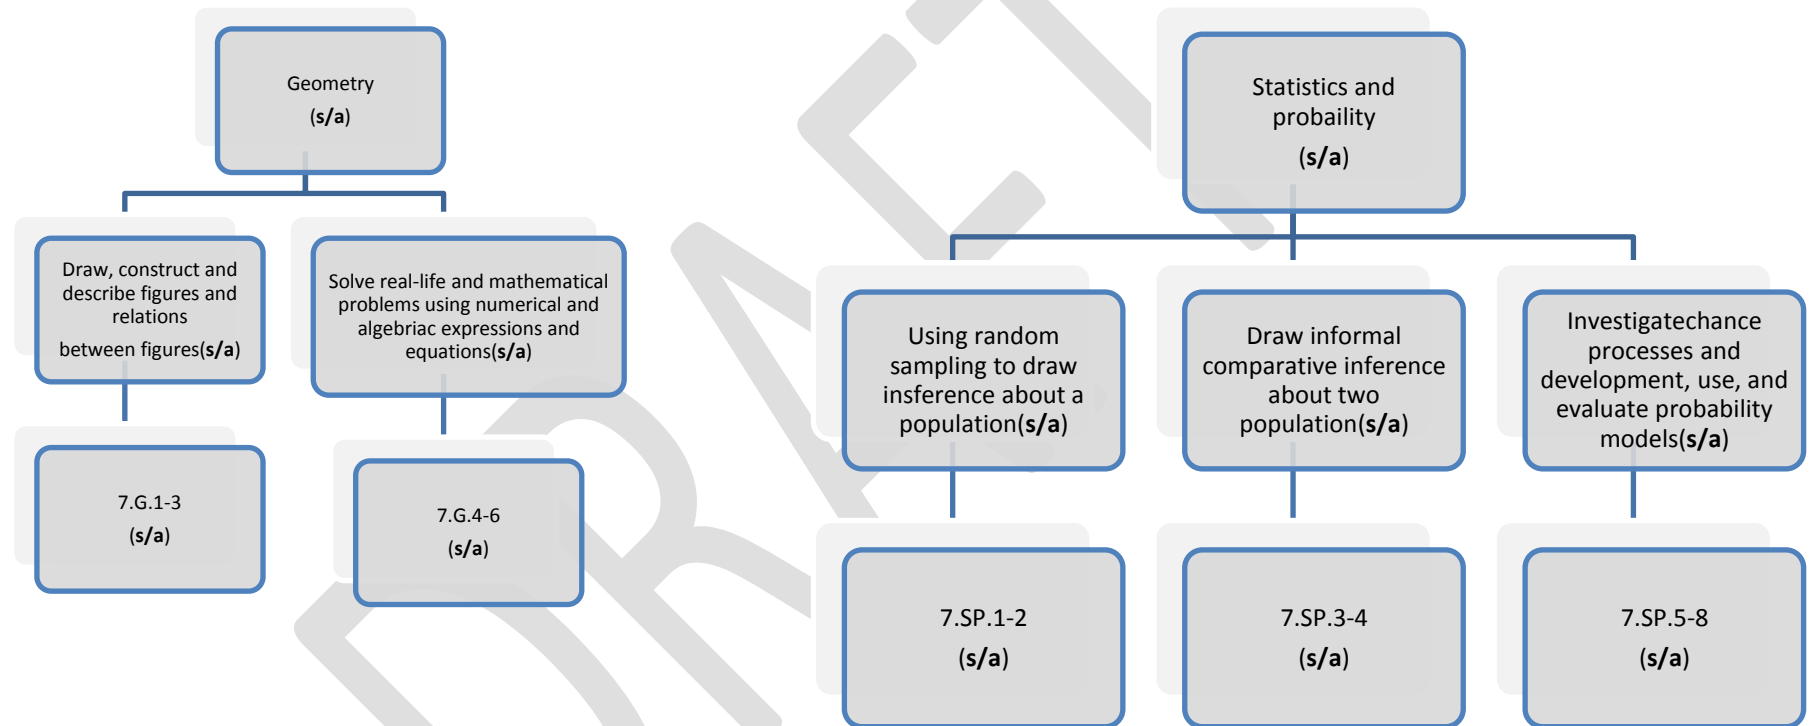 Geometry
(s/a)
Draw, construct and
describe figures and
relations
between figures(s/a)
Solve real-life and mathematical
problems using numerical and
algebriac expressions and
equations(s/a)
7.G.1-3
(s/a)
7.G.4-6
(s/a)
Statistics and
probaility
(s/a)
Using random
sampling to draw
insference about a
population(s/a)
Draw informal
comparative inference
about two
population(s/a)
Investigatechance
processes and
development, use, and
evaluate probability
models(s/a)
7.SP.1-2
(s/a)
7.SP.3-4
(s/a)
7.SP.5-8
(s/a)
DRAFT